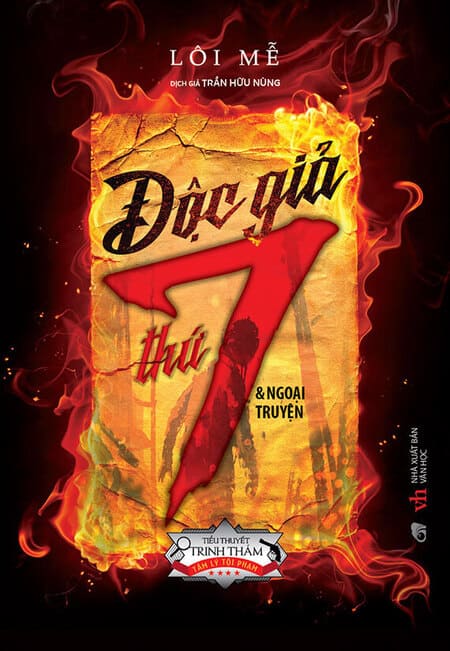 LÔI MỄ
DỊCH GIẢ TRẦN HỮU NÙNG
Độc giả
thứ 7
& NGOẠI
TRUYỆN
NHÀ XUẤT BẢN
VĂN HỌC
vh
TIỂU THUYẾT
TRINH THÁM
TÂM LÝ TỘI PHẠM